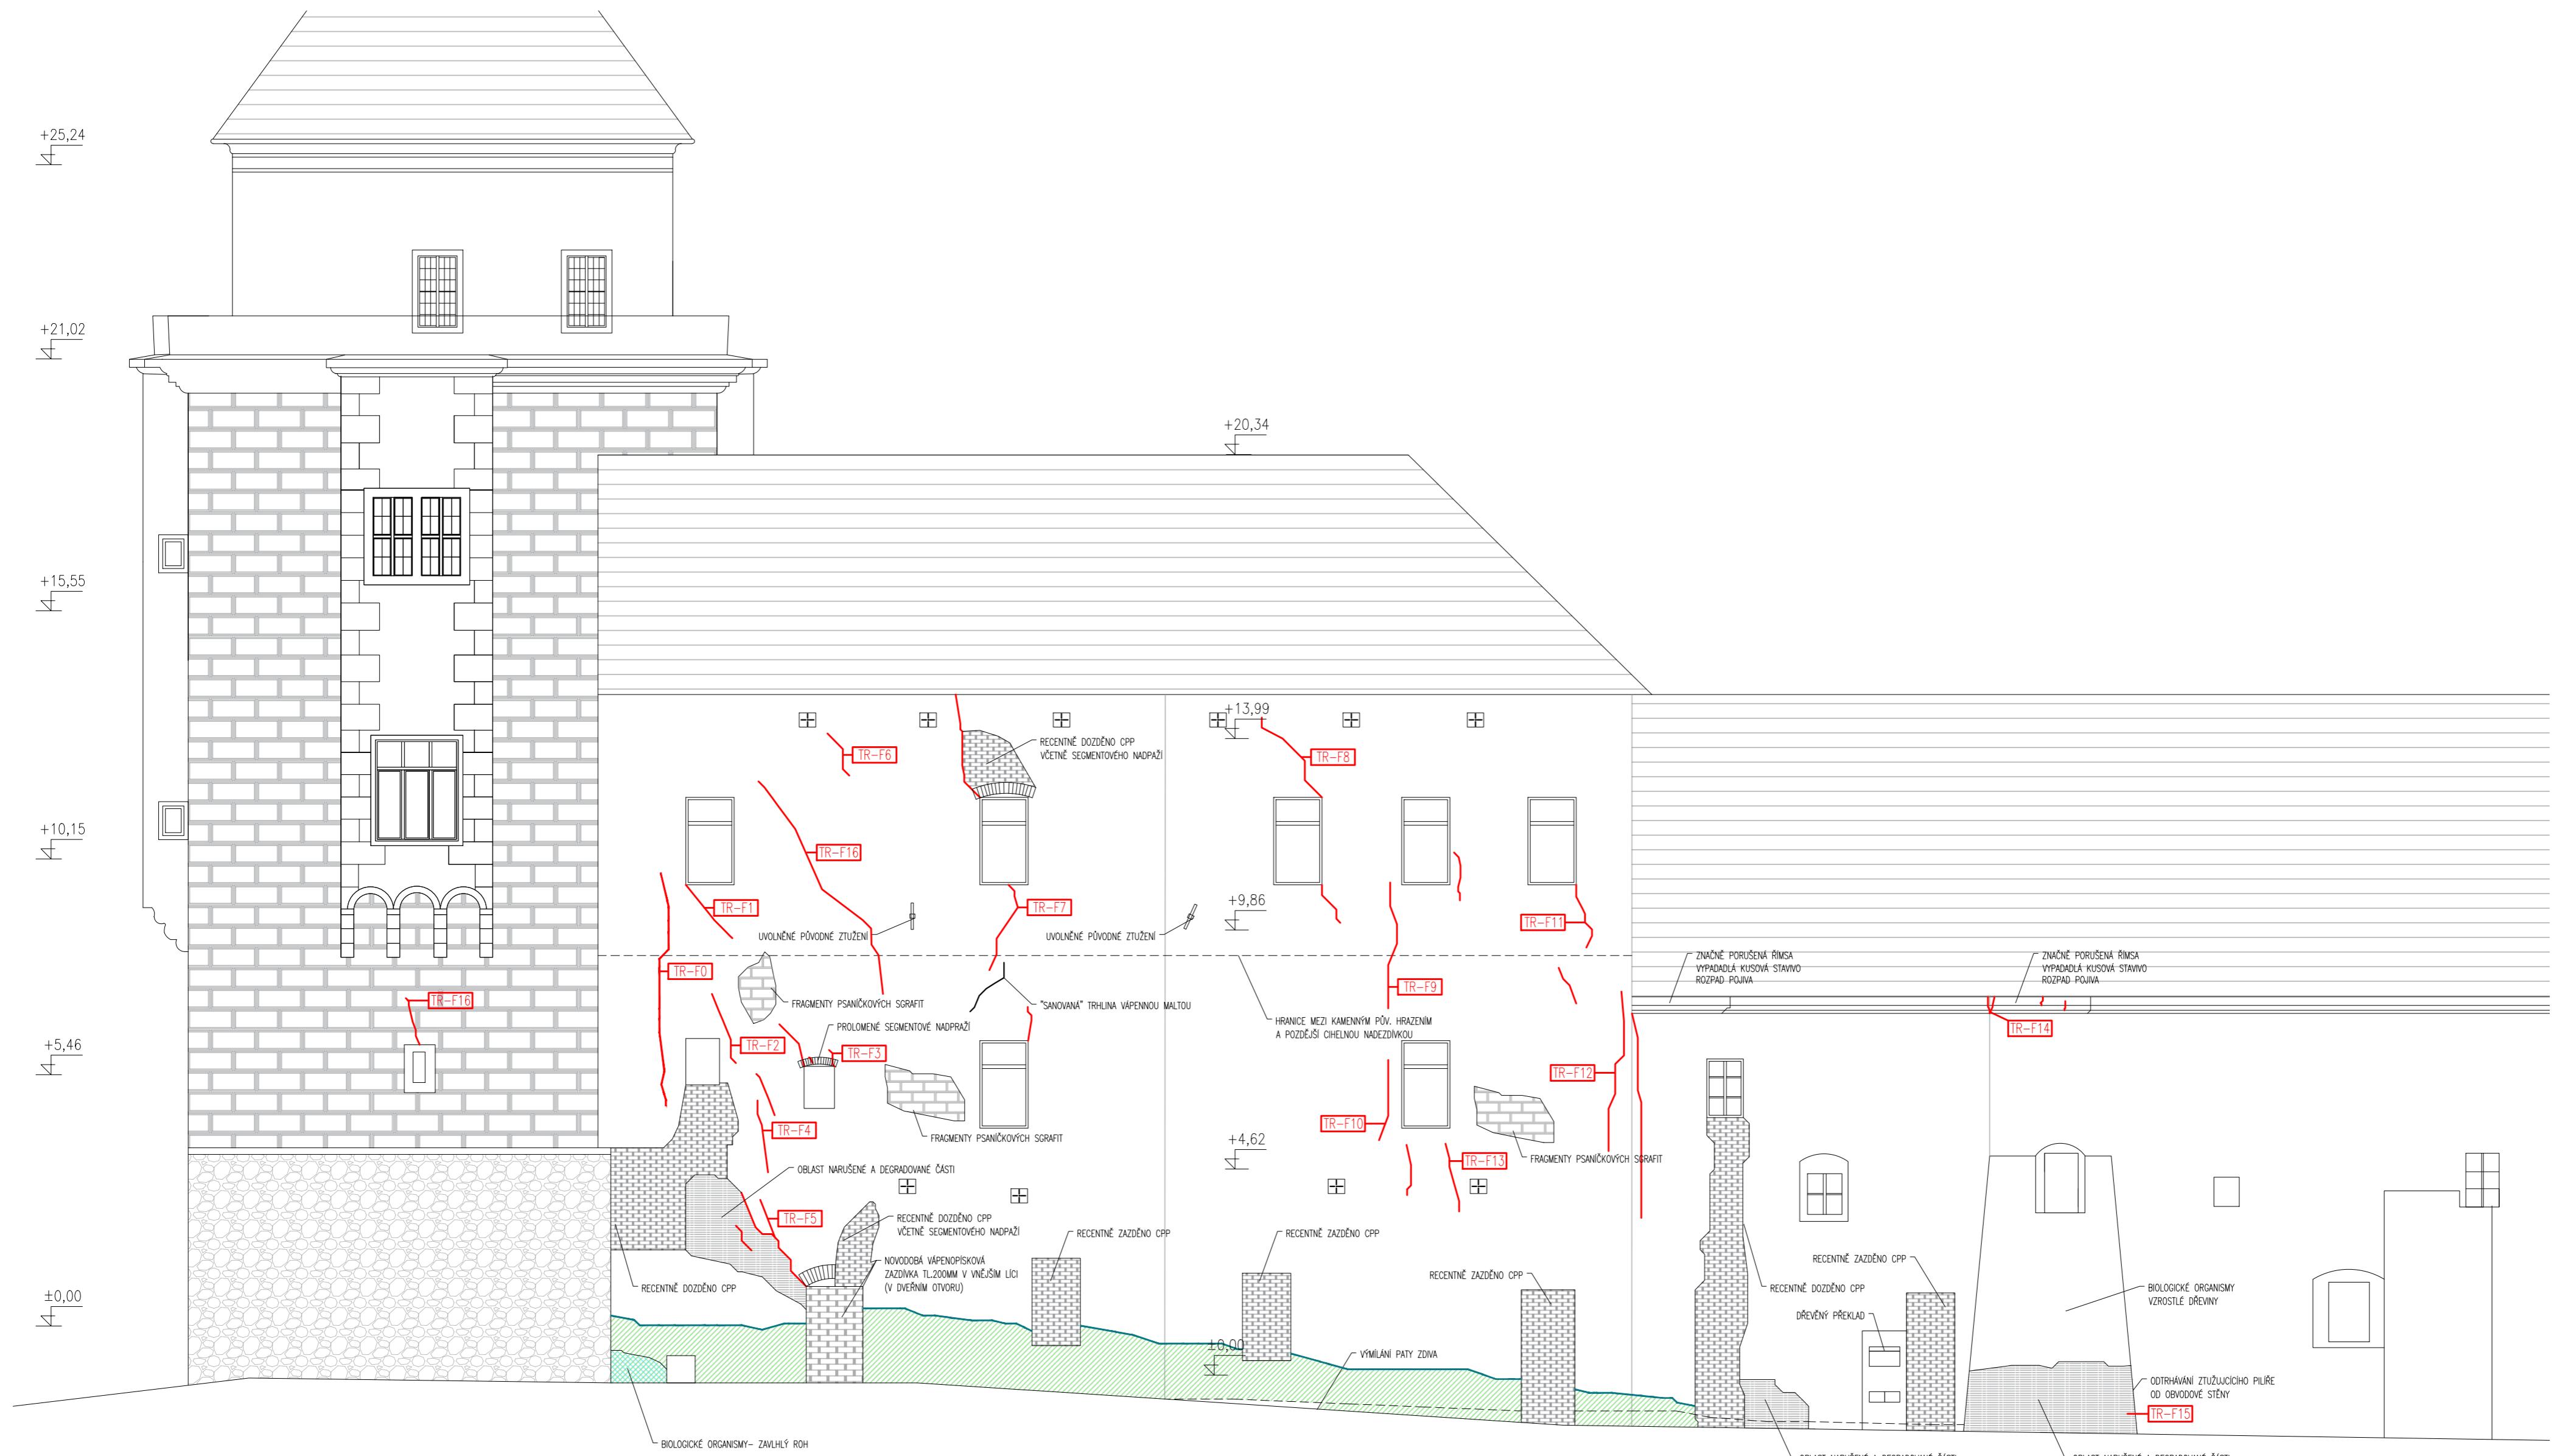 +25,24
+21,02
+20,34
+15,55
+13,99
RECENTNĚ DOZDĚNO CPP
VČETNĚ SEGMENTOVÉHO NADPAŽÍ
TR-F6
TR-F8
+10,15
TR-F16
+9,86
TR-F1
TR-F7
TR-F11
UVOLNĚNÉ PŮVODNÉ ZTUŽENÍ
UVOLNĚNÉ PŮVODNÉ ZTUŽENÍ
ZNAČNĚ PORUŠENÁ ŘÍMSA
VYPADADLÁ KUSOVÁ STAVIVO
ROZPAD POJIVA
ZNAČNĚ PORUŠENÁ ŘÍMSA
VYPADADLÁ KUSOVÁ STAVIVO
ROZPAD POJIVA
TR-F0
TR-F9
TR-F16
FRAGMENTY PSANÍČKOVÝCH SGRAFIT
"SANOVANÁ" TRHLINA VÁPENNOU MALTOU
HRANICE MEZI KAMENNÝM PŮV. HRAZENÍM
A POZDĚJŠÍ CIHELNOU NADEZDÍVKOU
PROLOMENÉ SEGMENTOVÉ NADPRAŽÍ
TR-F14
+5,46
TR-F2
TR-F3
TR-F12
TR-F10
TR-F4
FRAGMENTY PSANÍČKOVÝCH SGRAFIT
+4,62
TR-F13
FRAGMENTY PSANÍČKOVÝCH SGRAFIT
OBLAST NARUŠENÉ A DEGRADOVANÉ ČÁSTI
TR-F5
RECENTNĚ DOZDĚNO CPP
VČETNĚ SEGMENTOVÉHO NADPAŽÍ
RECENTNĚ ZAZDĚNO CPP
RECENTNĚ ZAZDĚNO CPP
NOVODOBÁ VÁPENOPÍSKOVÁ
ZAZDÍVKA TL.200MM V VNĚJŠÍM LÍCI
(V DVEŘNÍM OTVORU)
RECENTNĚ ZAZDĚNO CPP
RECENTNĚ ZAZDĚNO CPP
RECENTNĚ DOZDĚNO CPP
RECENTNĚ DOZDĚNO CPP
BIOLOGICKÉ ORGANISMY
VZROSTLÉ DŘEVINY
±0,00
DŘEVĚNÝ PŘEKLAD
±0,00
VÝMÍLÁNÍ PATY ZDIVA
ODTRHÁVÁNÍ ZTUŽUJCÍCÍHO PILÍŘE
OD OBVODOVÉ STĚNY
TR-F15
BIOLOGICKÉ ORGANISMY- ZAVLHLÝ ROH